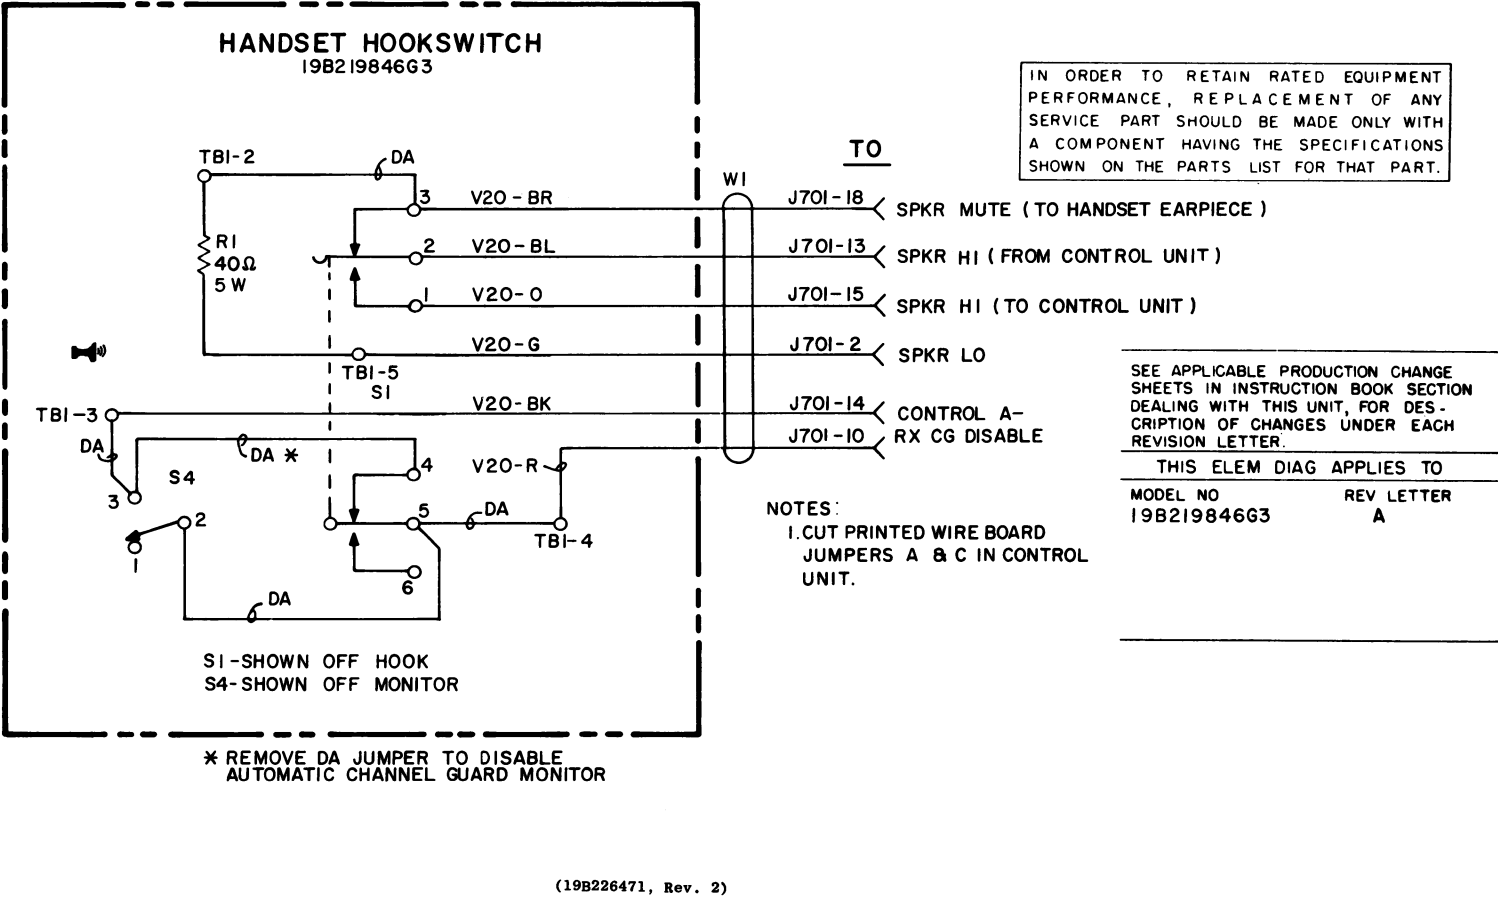 HANDSET HOOKSWITCH
19B219846G3
IN ORDER TO RETAIN RATED EQUIPMENT
PERFORMANCE, REPLACEMENT OF ANY
SERVICE PART SHOULD BE MADE ONLY WITH
A COMPONENT HAVING THE SPECIFICATIONS
SHOWN ON THE PARTS LIST FOR THAT PART.
TO
TB1-2
DA
W1
3
V20-BR
J701-18
SPKR MUTE (TO HANDSET EARPIECE)
R1
40Ω
5W
2
V20-BL
J701-13
SPKR HI (FROM CONTROL UNIT)
1
V20-O
J701-15
SPKR HI (TO CONTROL UNIT)
V20-G
J701-2
SPKR LO
TB1-5
S1
TB1-3
V20-BK
J701-14
CONTROL A-
DA
DA *
J701-10
RX CG DISABLE
S4
4
V20-R
3
2
5
DA
TB1-4
1
6
DA
S1-SHOWN OFF HOOK
S4-SHOWN OFF MONITOR
* REMOVE DA JUMPER TO DISABLE
AUTOMATIC CHANNEL GUARD MONITOR
NOTES:
1. CUT PRINTED WIRE BOARD
JUMPERS A & C IN CONTROL
UNIT.
SEE APPLICABLE PRODUCTION CHANGE
SHEETS IN INSTRUCTION BOOK SECTION
DEALING WITH THIS UNIT, FOR DES-
CRIPTION OF CHANGES UNDER EACH
REVISION LETTER.
THIS ELEM DIAG APPLIES TO
MODEL NO REV LETTER
19B219846G3 A
(19B226471, Rev. 2)